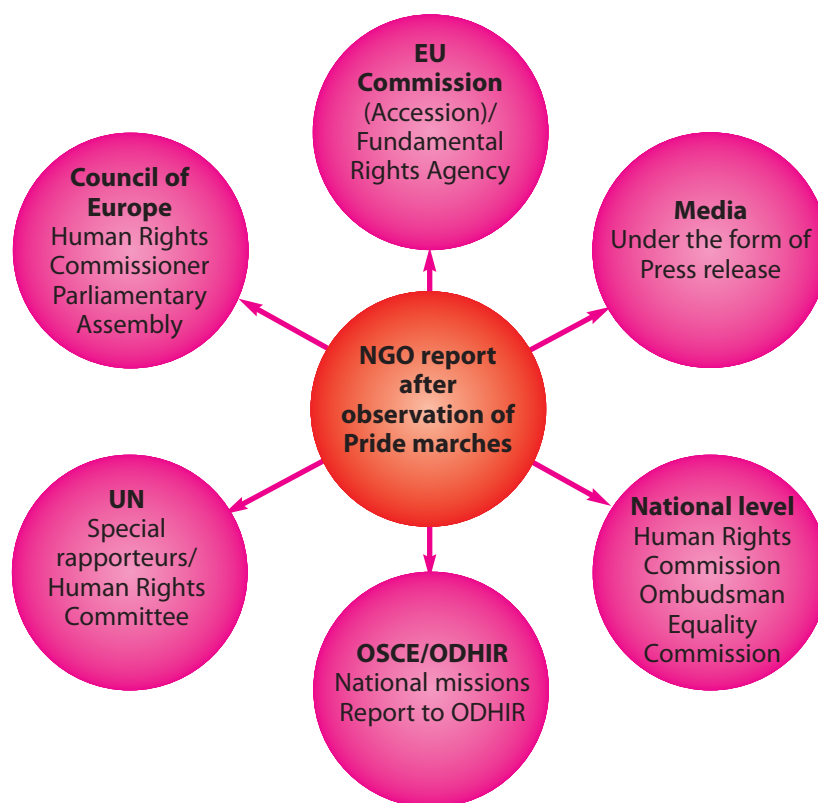 EU
Commission
(Accession)/
Fundamental
Rights Agency
Council of
Europe
Human Rights
Commissioner
Parliamentary
Assembly
Media
Under the form of
Press release
NGO report
after
observation of
Pride marches
UN
Special
rapporteurs/
Human Rights
Committee
National level
Human Rights
Commission
Ombudsman
Equality
Commission
OSCE/ODHIR
National missions
Report to ODHIR